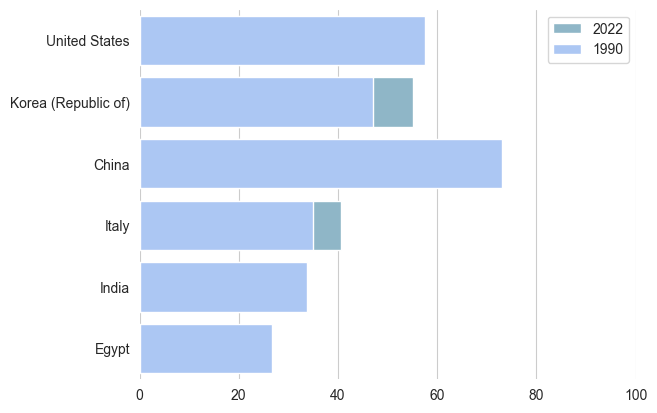 United States
Korea (Republic of)
China
Italy
India
Egypt
0 20 40 60 80 100
2022
1990